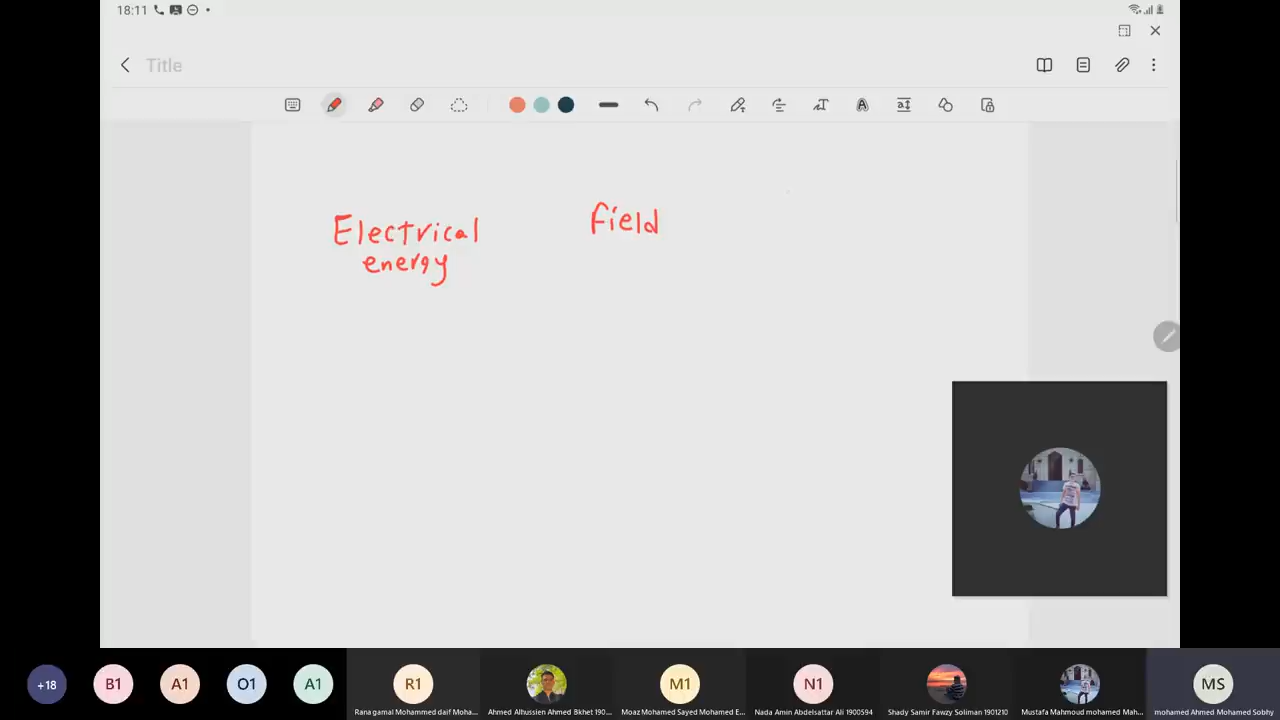 18:11
Title
Electrical
energy
field
+18
B1
A1
O1
A1
R1
M1
N1
MS
Rana gamal Mohammed daif Moha...
Ahmed Alhussien Ahmed Bkhet 190...
Moaz Mohamed Sayed Mohamed E...
Nada Amin Abdelsattar Ali 1900594
Shady Samir Fawzy Soliman 1901210
Mustafa Mahmoud mohamed Mah...
mohamed Ahmed Mohamed Sobhy